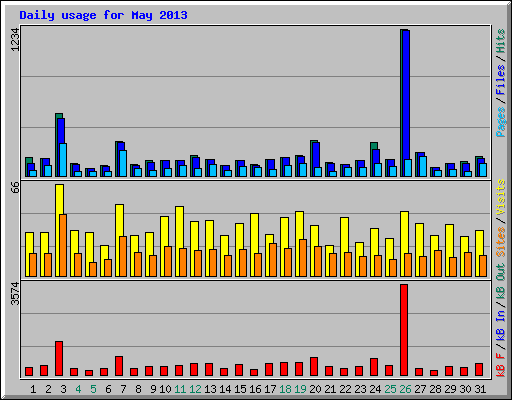 Daily usage for May 2013
1234
Pages / Files / Hits
66
Sites / Visits
3574
kB F / kB In / kB Out
1 2 3 4 5 6 7 8 9 10 11 12 13 14 15 16 17 18 19 20 21 22 23 24 25 26 27 28 29 30 31